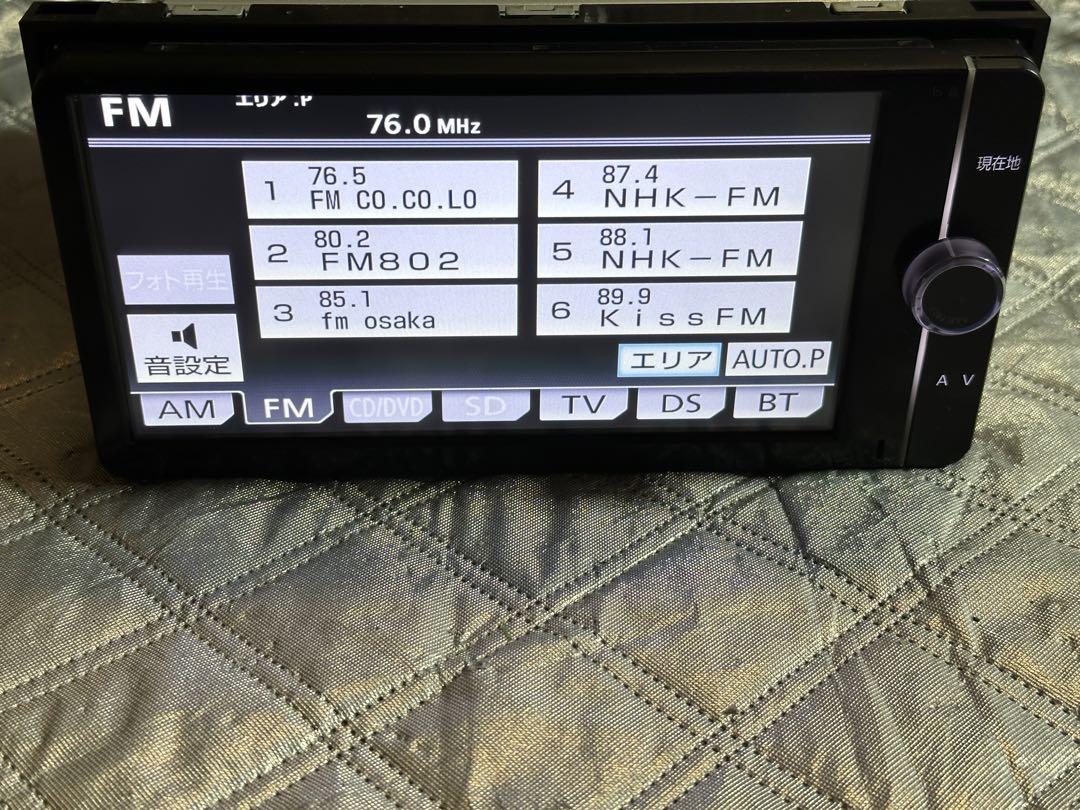 FM
エリア.P
76.0MHz
1 76.5
FM CO.CO.LO
2 80.2
FM802
3 85.1
fm osaka
4 87.4
NHK-FM
5 88.1
NHK-FM
6 89.9
KissFM
フォト再生
音設定
エリア
AUTO.P
AM
FM
CD/DVD
SD
TV
DS
BT
現在地
AV